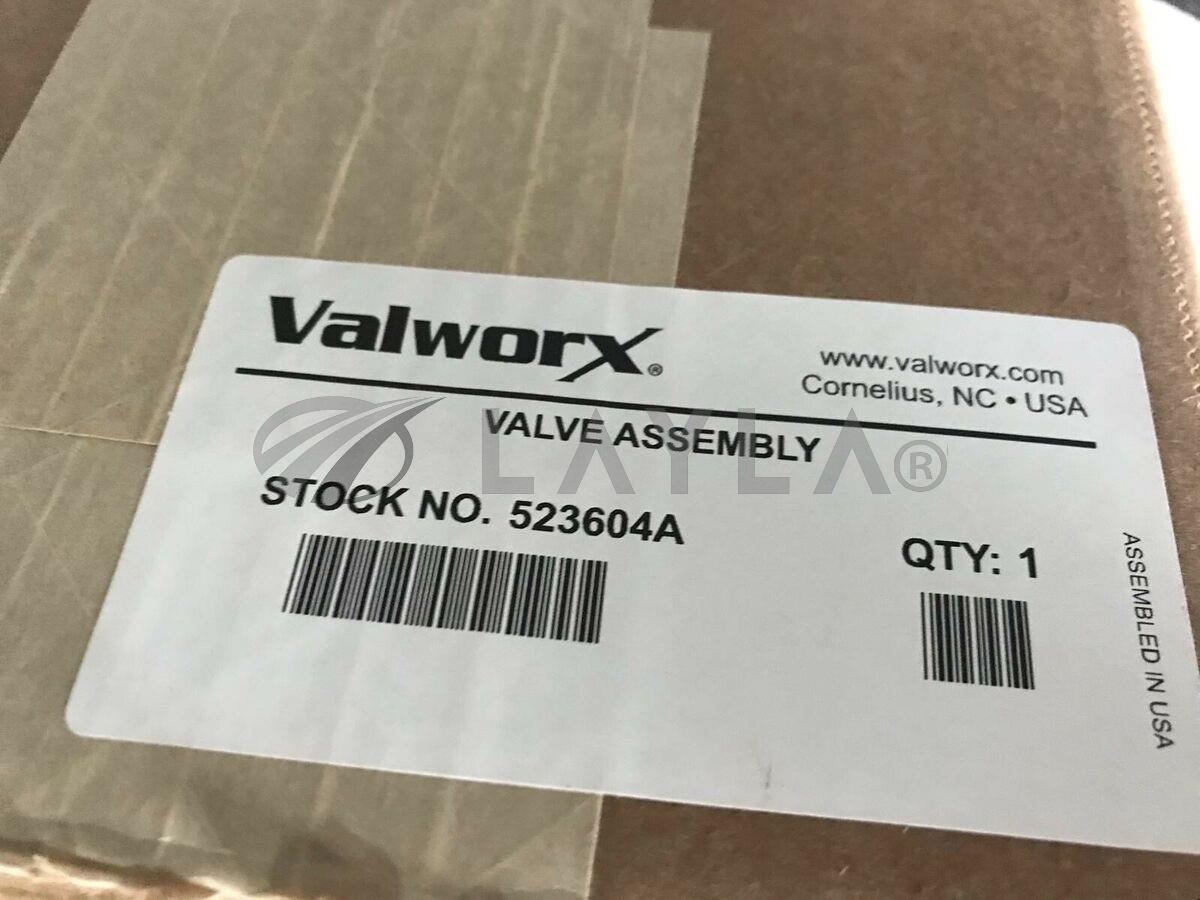 Valworx®
www.valworx.com
Cornelius, NC • USA
VALVE ASSEMBLY
LAYLA®
STOCK NO. 523604A
QTY: 1
ASSEMBLED IN USA